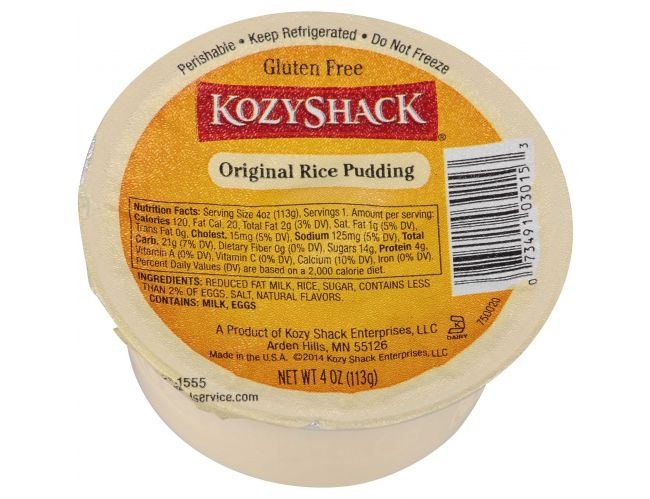 Perishable • Keep Refrigerated • Do Not Freeze
Gluten Free
KOZYSHACK®
Original Rice Pudding
Nutrition Facts: Serving Size 4oz (113g), Servings 1. Amount per serving:
Calories 120, Fat Cal. 20, Total Fat 2g (3% DV), Sat. Fat 1g (5% DV),
Trans Fat 0g, Cholest. 15mg (5% DV), Sodium 125mg (5% DV), Total
Carb. 21g (7% DV), Dietary Fiber 0g (0% DV), Sugars 14g, Protein 4g,
Vitamin A (0% DV), Vitamin C (0% DV), Calcium (10% DV), Iron (0% DV).
Percent Daily Values (DV) are based on a 2,000 calorie diet.
INGREDIENTS: REDUCED FAT MILK, RICE, SUGAR, CONTAINS LESS
THAN 2% OF EGGS, SALT, NATURAL FLAVORS.
CONTAINS: MILK, EGGS
0 73491 03015 3
750020
DAIRY
A Product of Kozy Shack Enterprises, LLC
Arden Hills, MN 55126
Made in the U.S.A. ©2014 Kozy Shack Enterprises, LLC
NET WT 4 OZ (113g)
-1555
service.com